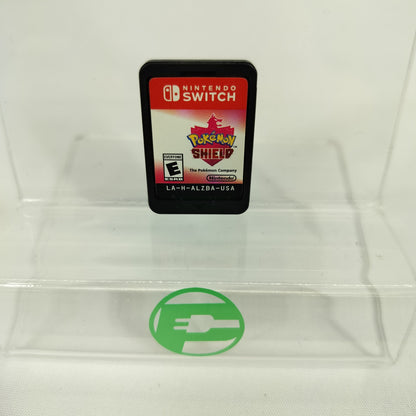 NINTENDO
SWITCH
POKÉMON
SHIELD
EVERYONE
E
ESRB
The Pokémon Company
Nintendo
LA-H-ALZBA-USA